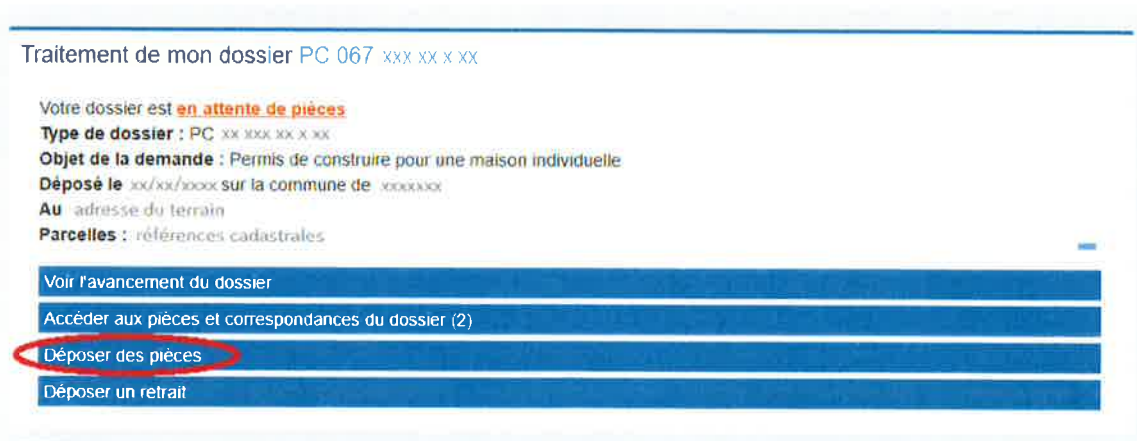 Traitement de mon dossier PC 067 xxx xx x xx
Votre dossier est en attente de pièces
Type de dossier : PC xx xxx xx x xx
Objet de la demande : Permis de construire pour une maison individuelle
Déposé le xx/xx/xxxx sur la commune de xxxxxxx
Au adresse du terrain
Parcelles : références cadastrales
Voir l'avancement du dossier
Accéder aux pièces et correspondances du dossier (2)
Déposer des pièces
Déposer un retrait